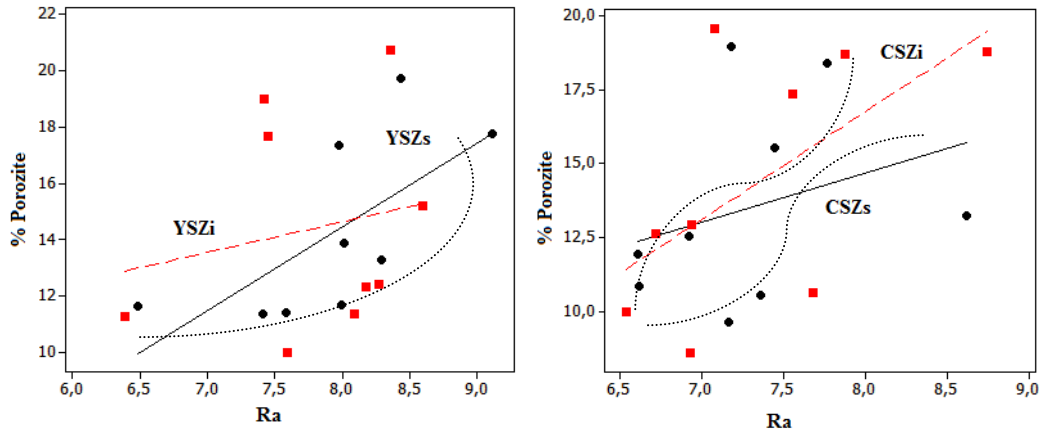 % Porozite
22
20
18
16
14
12
10
YSZs
YSZi
6,0 6,5 7,0 7,5 8,0 8,5 9,0
Ra
% Porozite
20,0
17,5
15,0
12,5
10,0
CSZi
CSZs
6,5 7,0 7,5 8,0 8,5 9,0
Ra